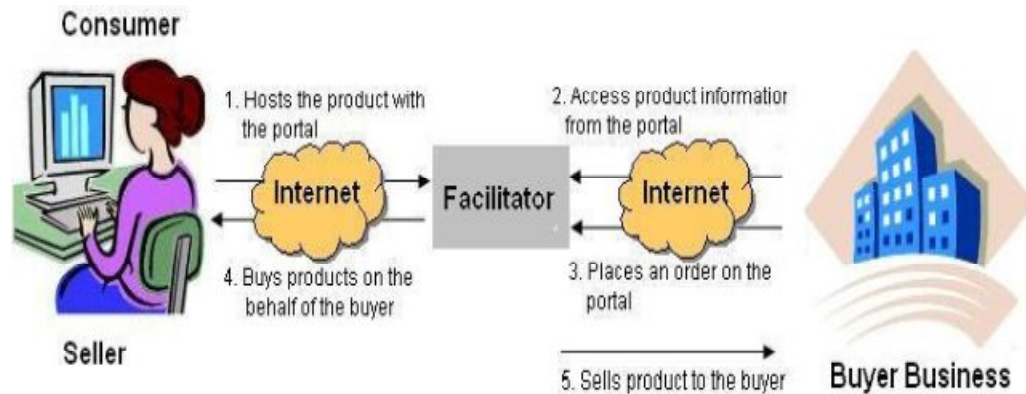 Consumer
1. Hosts the product with
the portal
2. Access product information
from the portal
Internet
Facilitator
Internet
4. Buys products on the
behalf of the buyer
3. Places an order on the
portal
Seller
5. Sells product to the buyer
Buyer Business